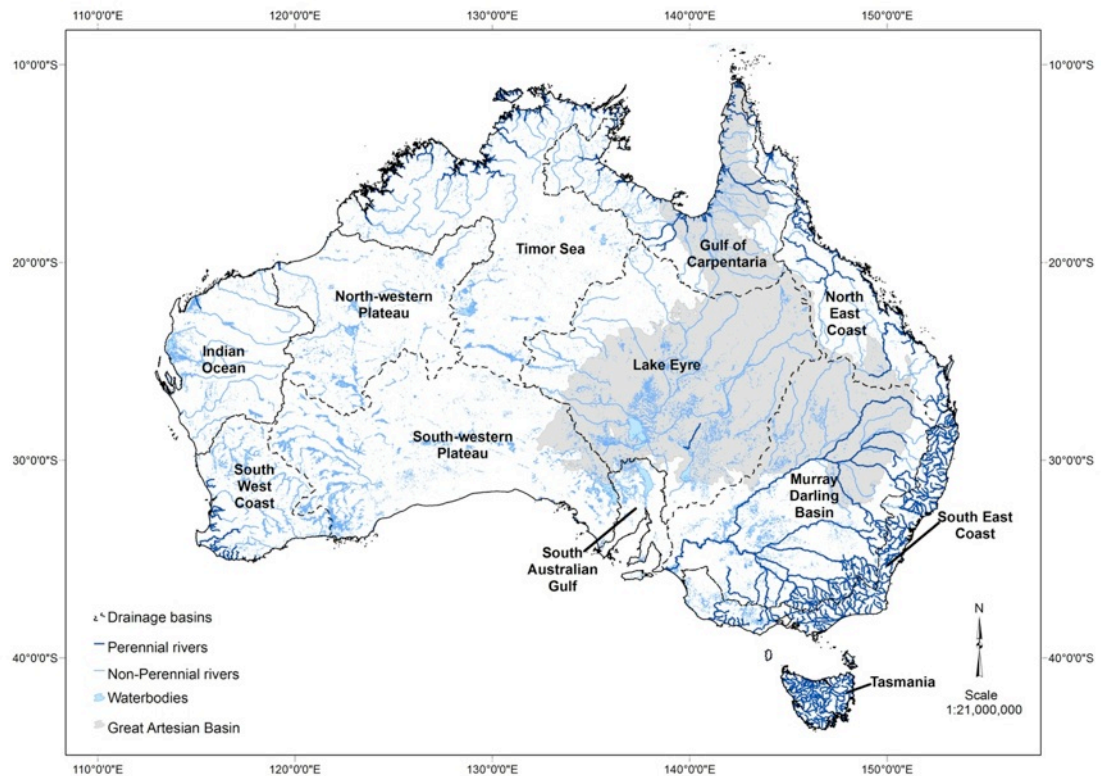 110°0'0"E
120°0'0"E
130°0'0"E
140°0'0"E
150°0'0"E
10°0'0"S
10°0'0"S
Timor Sea
Gulf of
Carpentaria
20°0'0"S
20°0'0"S
North-western
Plateau
North
East
Coast
Indian
Ocean
Lake Eyre
South-western
Plateau
30°0'0"S
30°0'0"S
South
West
Coast
Murray
Darling
Basin
South East
Coast
South
Australian
Gulf
Drainage basins
Perennial rivers
N
40°0'0"S
40°0'0"S
Non-Perennial rivers
Tasmania
Waterbodies
Scale
1:21,000,000
Great Artesian Basin
110°0'0"E
120°0'0"E
130°0'0"E
140°0'0"E
150°0'0"E